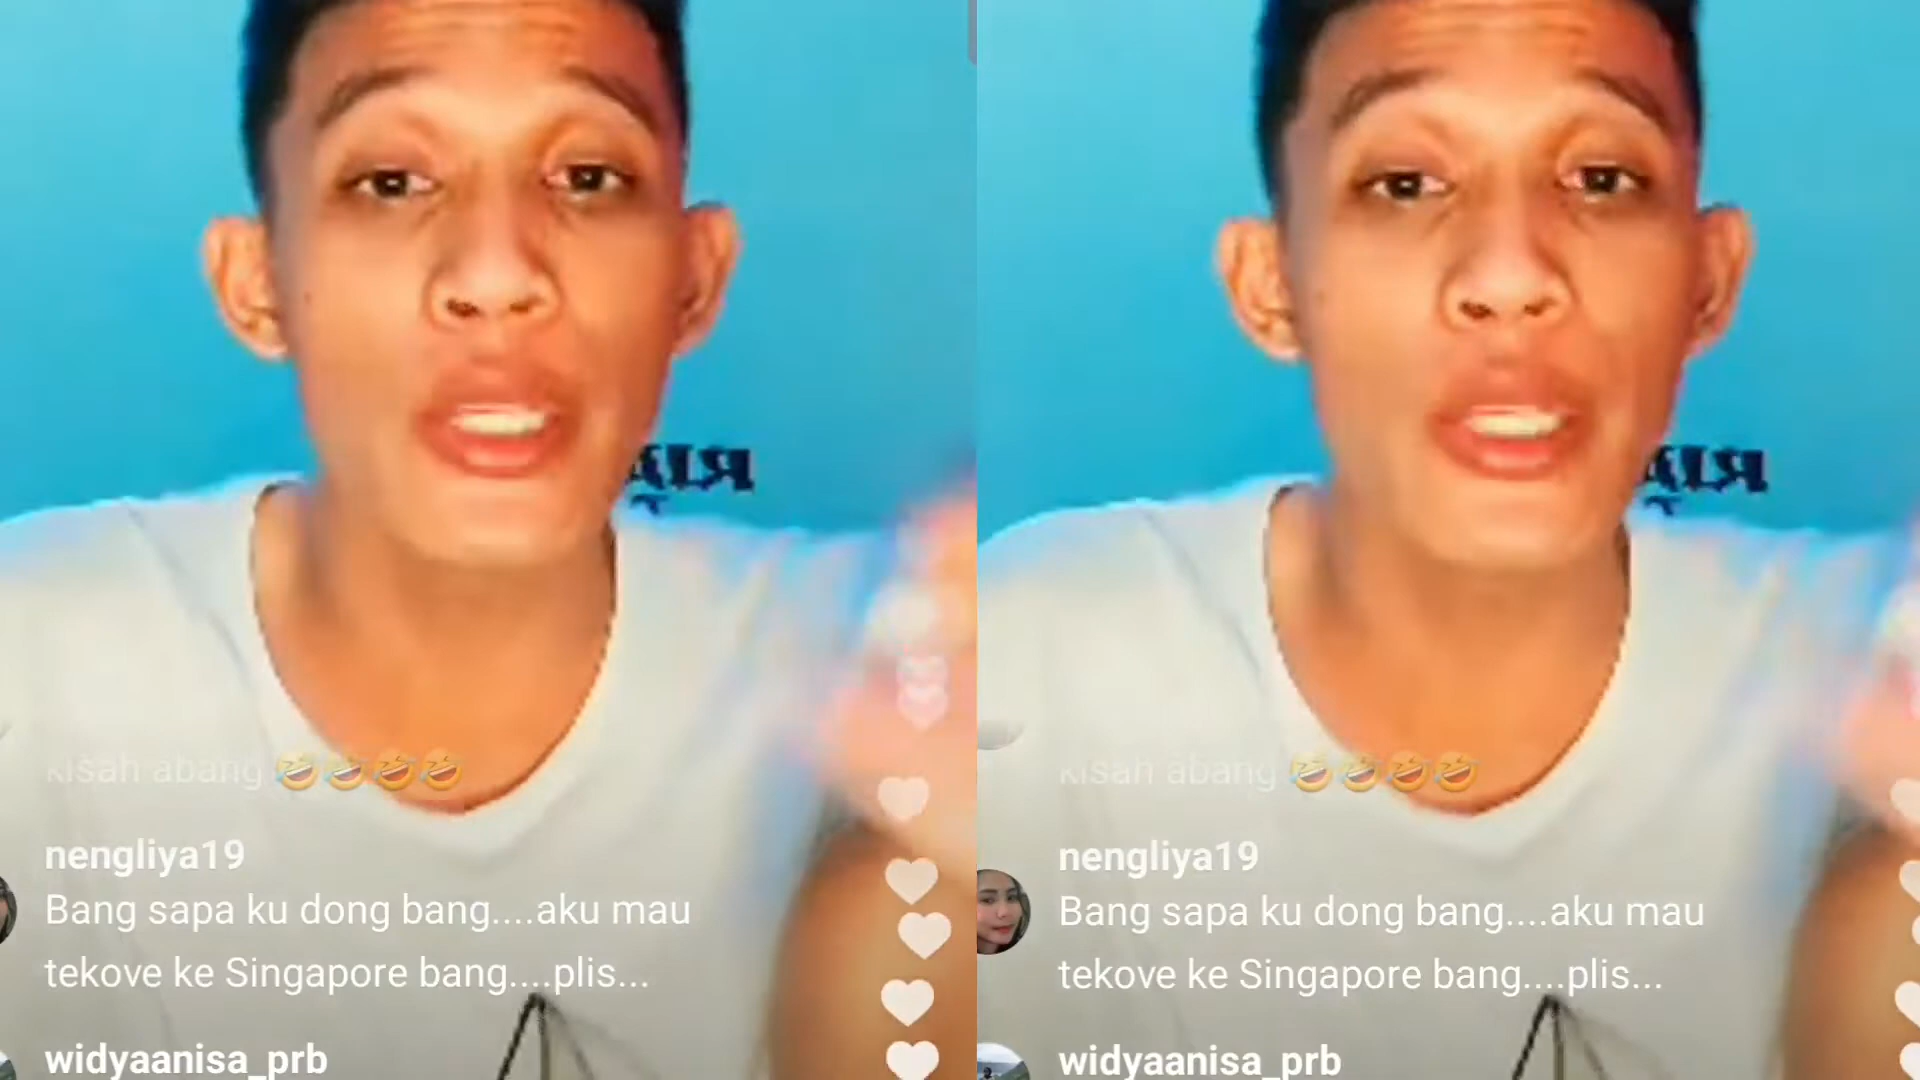 kisah abang 🤣🤣🤣🤣
nengliya19
Bang sapa ku dong bang....aku mau
tekove ke Singapore bang....plis...
widyaanisa_prb
kisah abang 🤣🤣🤣🤣
nengliya19
Bang sapa ku dong bang....aku mau
tekove ke Singapore bang....plis...
widyaanisa_prb